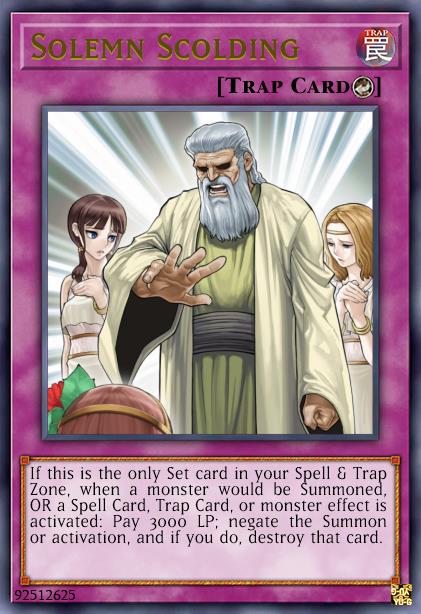 SOLEMN SCOLDING
TRAP
罠
[TRAP CARD]
If this is the only Set card in your Spell & Trap
Zone, when a monster would be Summoned,
OR a Spell Card, Trap Card, or monster effect is
activated: Pay 3000 LP; negate the Summon
or activation, and if you do, destroy that card.
92512625